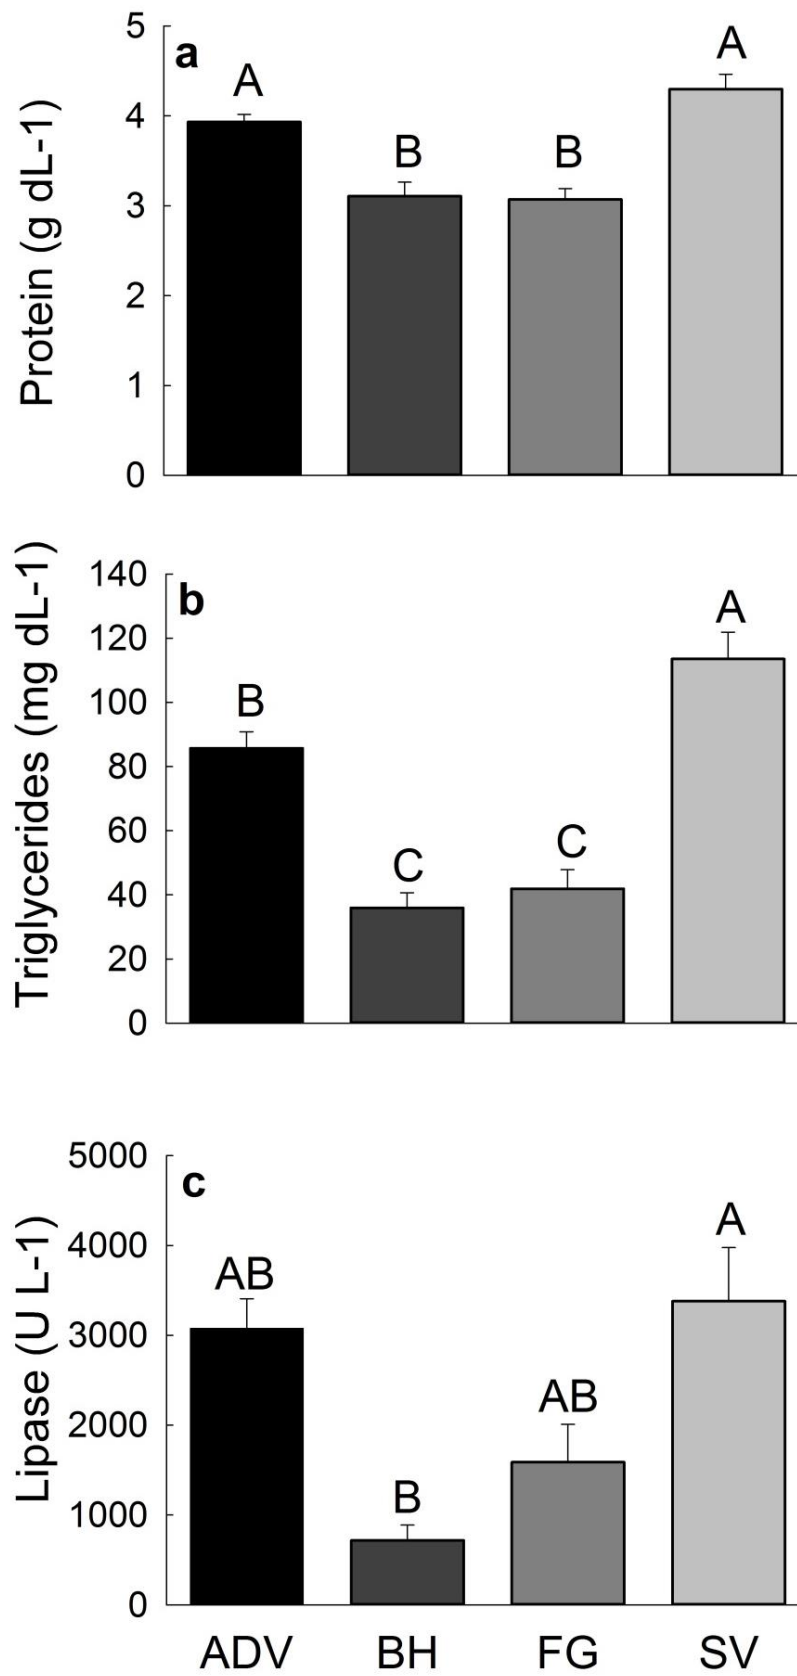 a
Protein (g dL-1)
5
4
3
2
1
0
A
B
B
A
b
Triglycerides (mg dL-1)
140
120
100
80
60
40
20
0
B
C
C
A
c
Lipase (U L-1)
5000
4000
3000
2000
1000
0
AB
B
AB
A
ADV BH FG SV